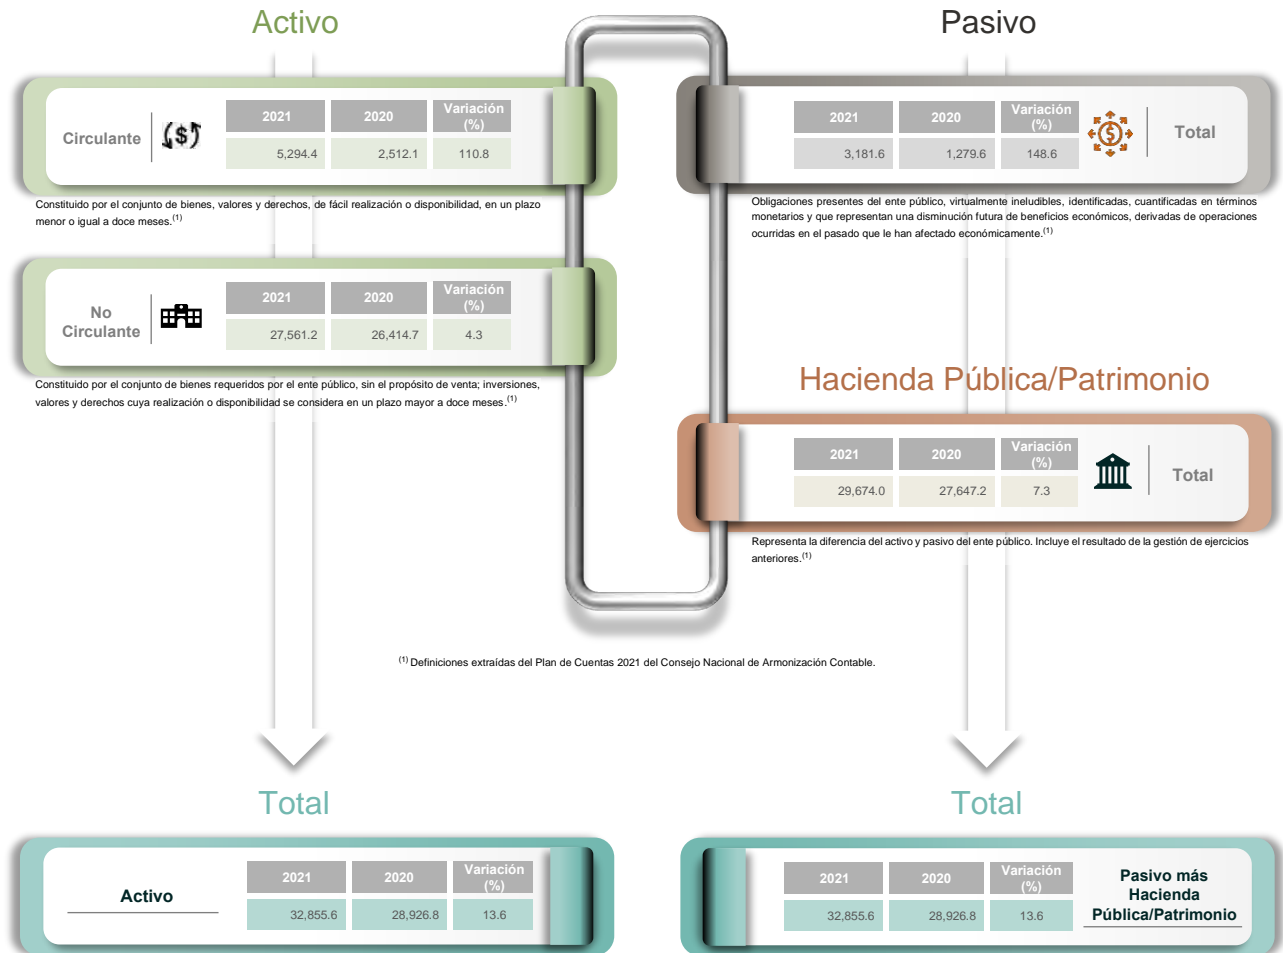 Activo
Circulante
2021 2020 Variación
(%)
5,294.4 2,512.1 110.8
Constituido por el conjunto de bienes, valores y derechos, de fácil realización o disponibilidad, en un plazo
menor o igual a doce meses.(1)
No
Circulante
2021 2020 Variación
(%)
27,561.2 26,414.7 4.3
Constituido por el conjunto de bienes requeridos por el ente público, sin el propósito de venta; inversiones,
valores y derechos cuya realización o disponibilidad se considera en un plazo mayor a doce meses.(1)
Pasivo
2021 2020 Variación
(%)
3,181.6 1,279.6 148.6
Total
Obligaciones presentes del ente público, virtualmente ineludibles, identificadas, cuantificadas en términos
monetarios y que representan una disminución futura de beneficios económicos, derivadas de operaciones
ocurridas en el pasado que le han afectado económicamente.(1)
Hacienda Pública/Patrimonio
2021 2020 Variación
(%)
29,674.0 27,647.2 7.3
Total
Representa la diferencia del activo y pasivo del ente público. Incluye el resultado de la gestión de ejercicios
anteriores.(1)
(1) Definiciones extraídas del Plan de Cuentas 2021 del Consejo Nacional de Armonización Contable.
Total
Activo
2021 2020 Variación
(%)
32,855.6 28,926.8 13.6
Total
2021 2020 Variación
(%)
32,855.6 28,926.8 13.6
Pasivo más
Hacienda
Pública/Patrimonio